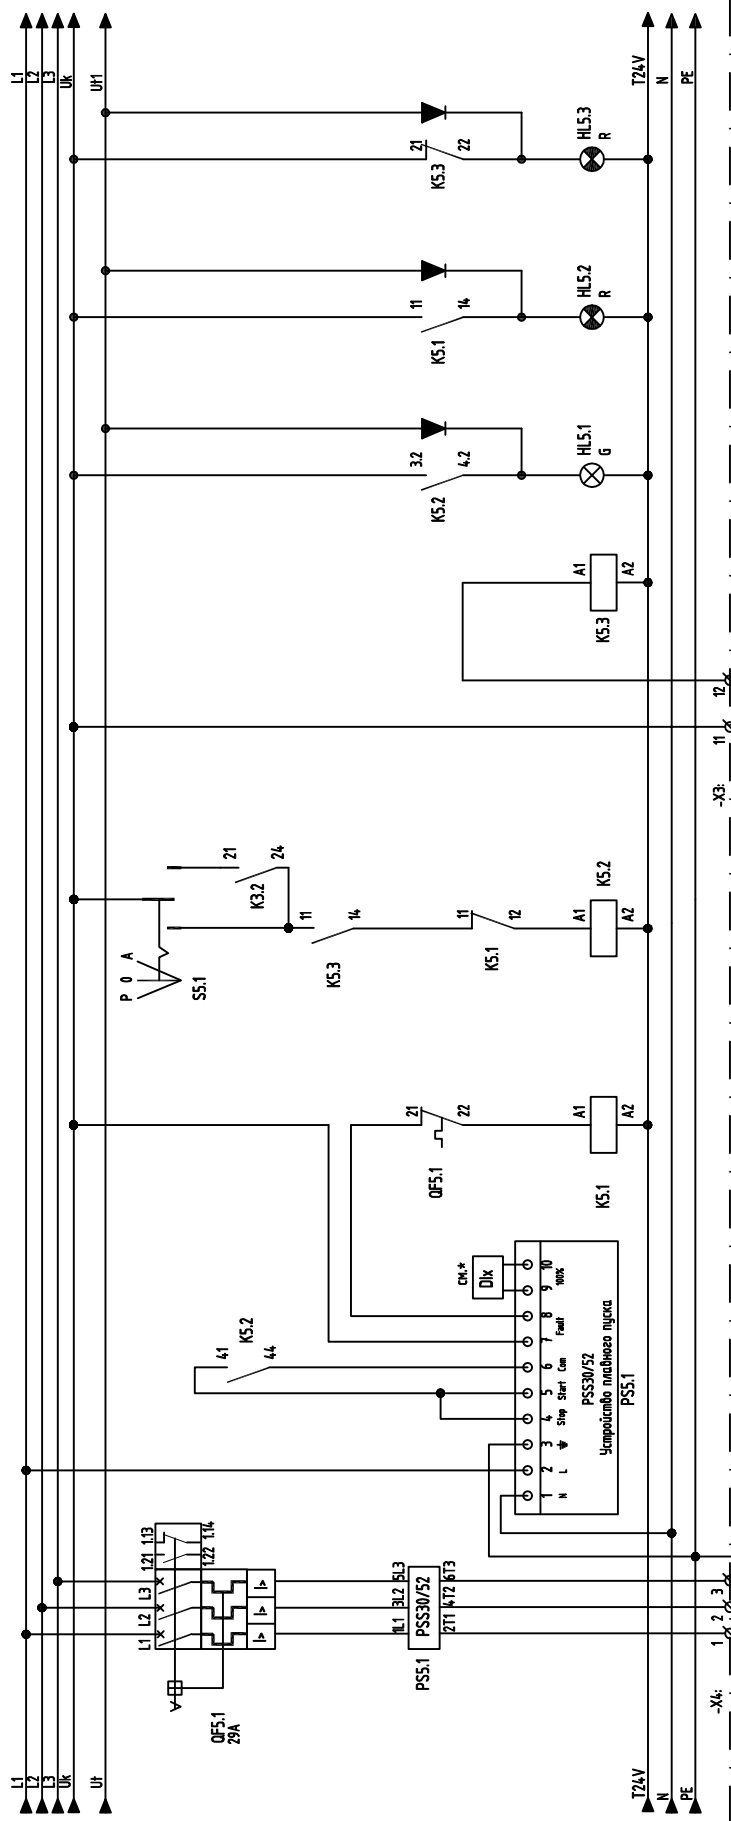 L1
L2
L3
Uk
Ut1
T24V
N
PE
21
22
K5.3
HL5.3
R
11
14
K5.1
HL5.2
R
3.2
4.2
K5.2
HL5.1
G
A1
A2
K5.3
12
11
-X3:
21
24
K3.2
P 0 A
S5.1
11
14
K5.3
11
12
K5.1
A1
A2
K5.2
21
22
QF5.1
A1
A2
K5.1
см.*
DIx
41
44
K5.2
10
9
100%
8
7
Fault
6
Com
5
Start
4
Stop
3
2
L
1
N
PSS30/52
Устройство плавного пуска
PS5.1
1.13
1.14
1.21
1.22
L3
L2
L1
I>
I>
I>
QF5.1
29A
1L1 3L2 5L3
PSS30/52
2T1 4T2 6T3
PS5.1
1
2
3
-X4:
L1
L2
L3
Uk
Ut
T24V
N
PE